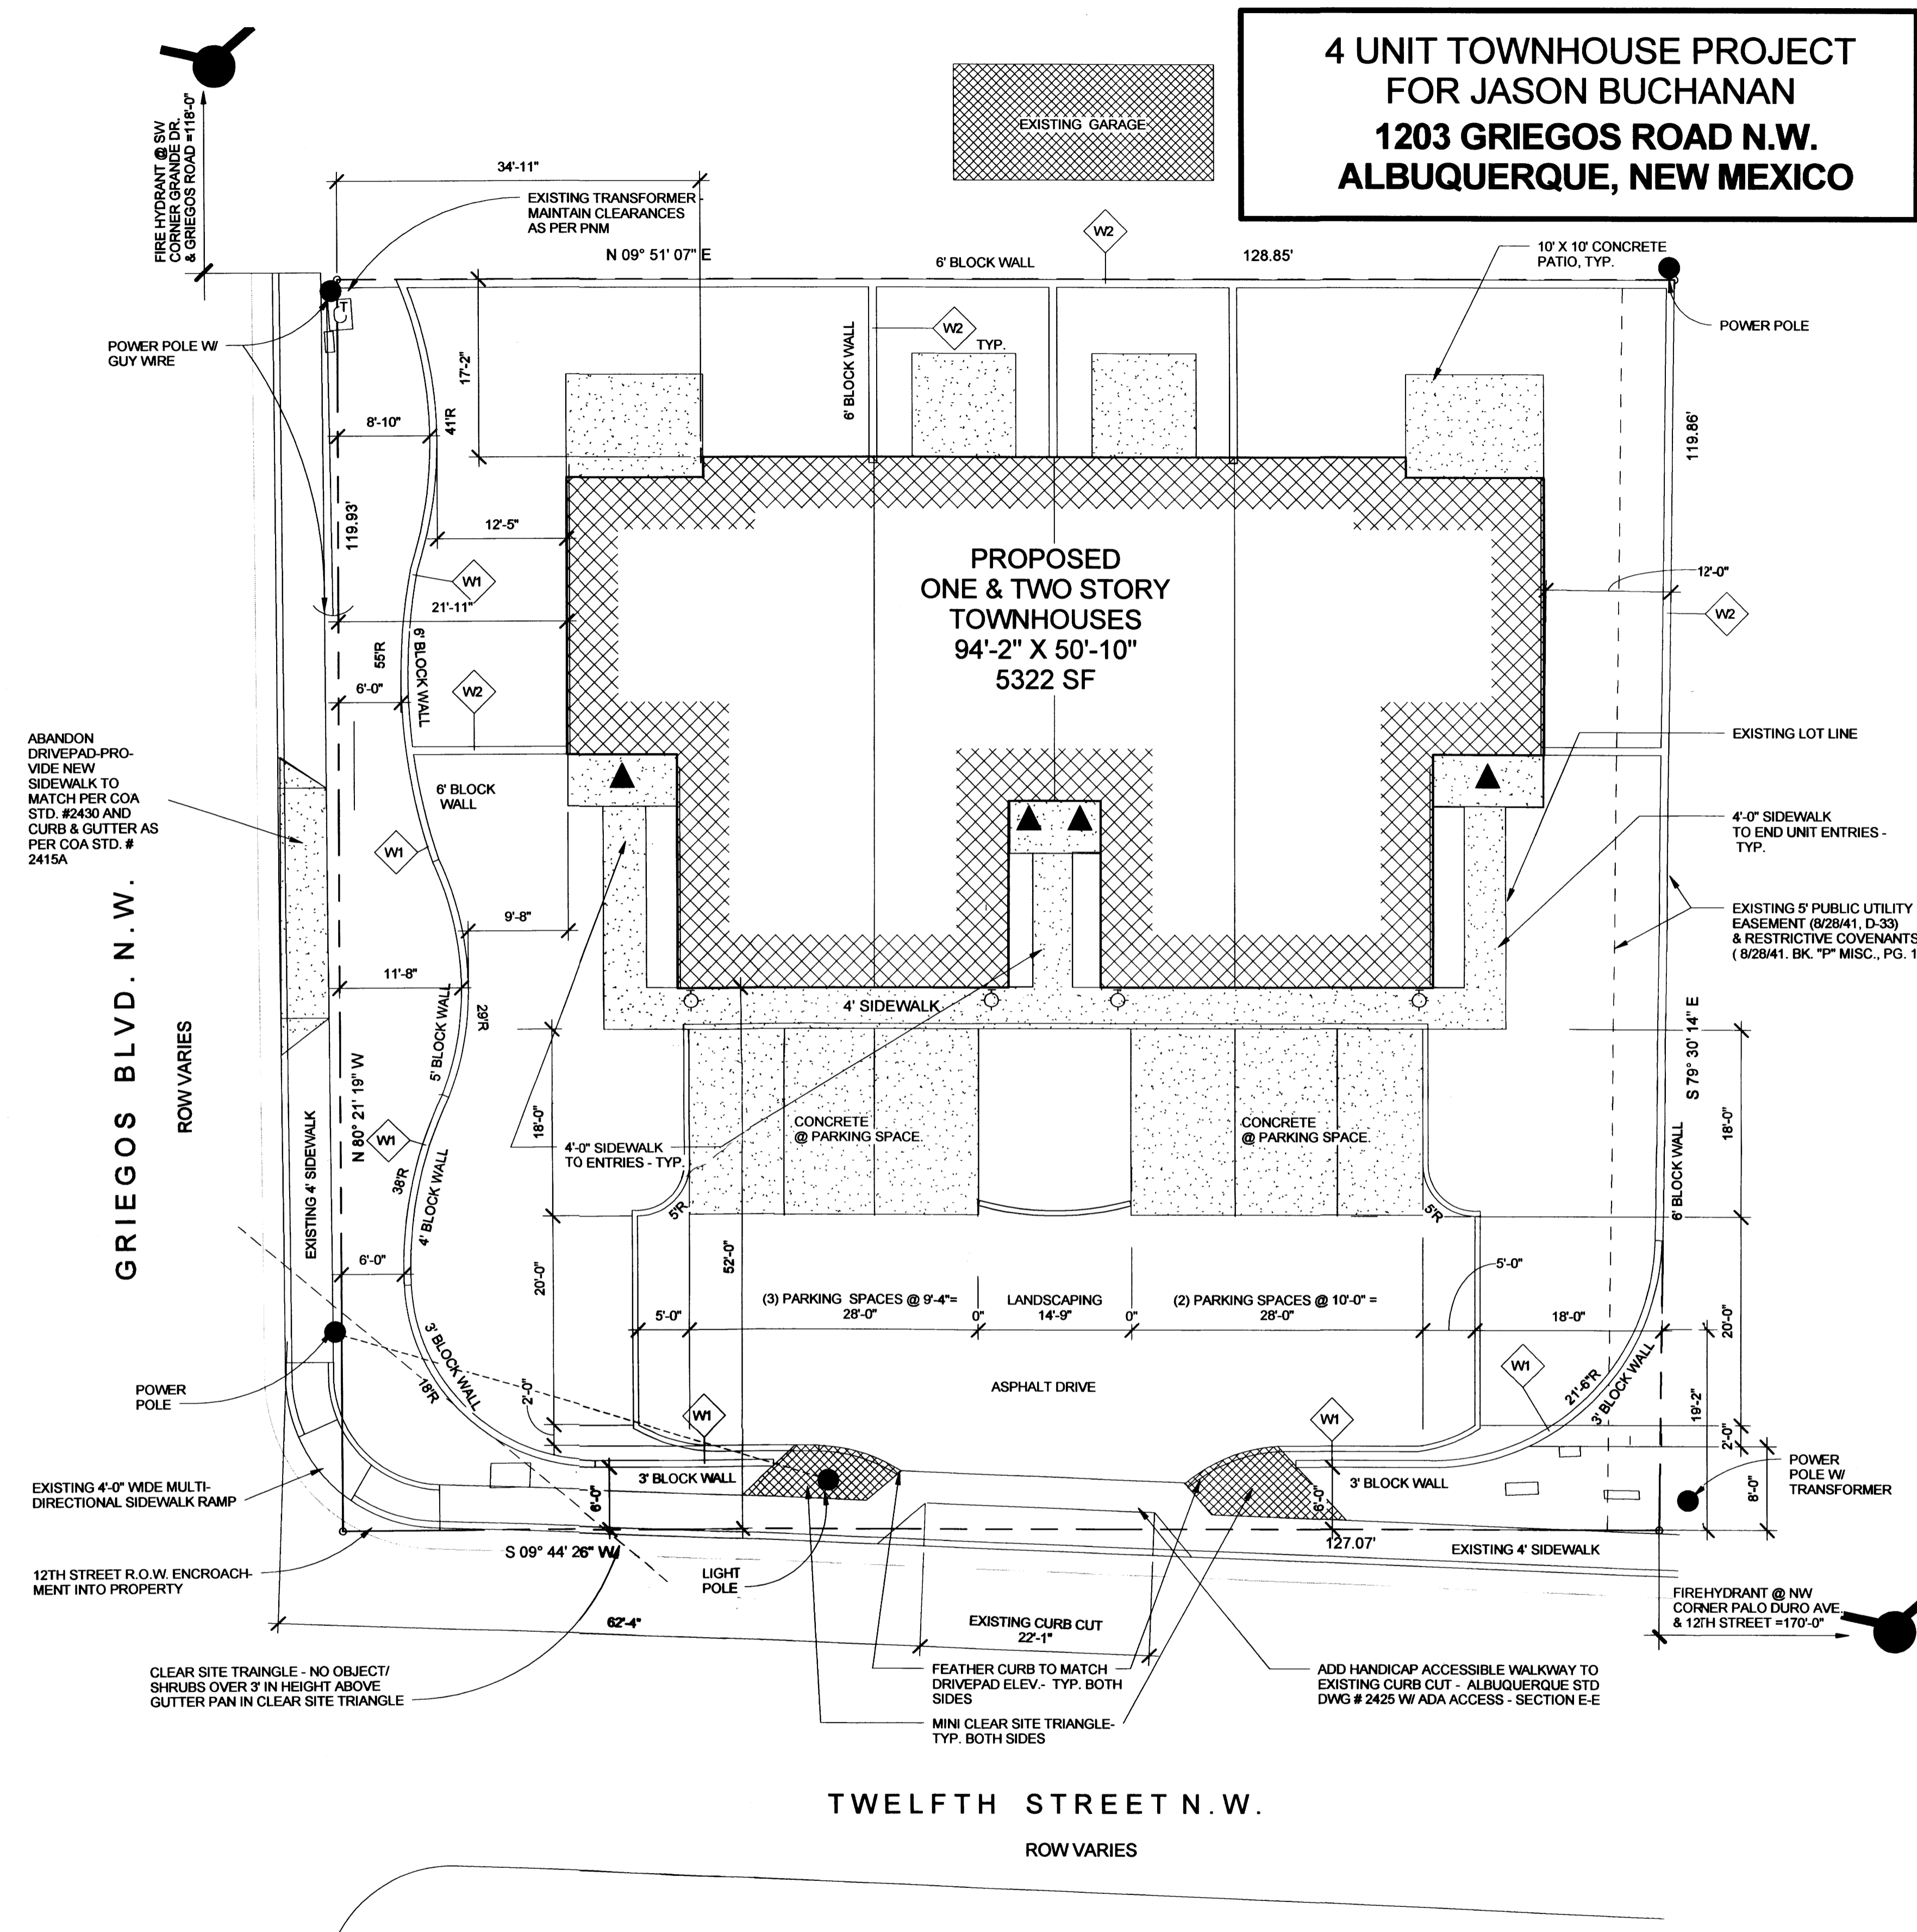 4 UNIT TOWNHOUSE PROJECT
FOR JASON BUCHANAN
1203 GRIEGOS ROAD N.W.
ALBUQUERQUE, NEW MEXICO
FIRE HYDRANT @ SW
CORNER GRANDE DR.
& GRIEGOS ROAD =118'-0"
EXISTING GARAGE
34'-11"
EXISTING TRANSFORMER -
MAINTAIN CLEARANCES
AS PER PNM
N 09° 51' 07" E
6' BLOCK WALL
W2
128.85'
10' X 10' CONCRETE
PATIO, TYP.
POWER POLE
T
POWER POLE W/
GUY WIRE
17'-2"
41'R
8'-10"
6' BLOCK WALL
W2
TYP.
119.86'
119.93'
12'-5"
W1
21'-11"
55'R
6' BLOCK WALL
6'-0"
W2
PROPOSED
ONE & TWO STORY
TOWNHOUSES
94'-2" X 50'-10"
5322 SF
12'-0"
W2
ABANDON
DRIVEPAD-PRO-
VIDE NEW
SIDEWALK TO
MATCH PER COA
STD. #2430 AND
CURB & GUTTER AS
PER COA STD. #
2415A
6' BLOCK
WALL
W1
EXISTING LOT LINE
4'-0" SIDEWALK
TO END UNIT ENTRIES -
TYP.
EXISTING 5' PUBLIC UTILITY
EASEMENT (8/28/41, D-33)
& RESTRICTIVE COVENANTS
( 8/28/41. BK. "P" MISC., PG. 1
9'-8"
11'-8"
29'R
5' BLOCK WALL
4' SIDEWALK
S 79° 30' 14" E
GRIEGOS BLVD. N.W.
ROW VARIES
EXISTING 4' SIDEWALK
N 80° 21' 19" W
W1
38'R
4' BLOCK WALL
18'-0"
4'-0" SIDEWALK
TO ENTRIES - TYP.
CONCRETE
@ PARKING SPACE.
CONCRETE
@ PARKING SPACE.
18'-0"
6' BLOCK WALL
5'R
5'R
6'-0"
20'-0"
52'-0"
5'-0"
(3) PARKING SPACES @ 9'-4"=
28'-0"
0"
LANDSCAPING
14'-9"
0"
(2) PARKING SPACES @ 10'-0" =
28'-0"
5'-0"
18'-0"
20'-0"
3' BLOCK WALL
18'R
2'-0"
ASPHALT DRIVE
W1
W1
W1
21'-6"R
3' BLOCK WALL
19'-2"
2'-0"
8'-0"
POWER
POLE
POWER
POLE W/
TRANSFORMER
EXISTING 4'-0" WIDE MULTI-
DIRECTIONAL SIDEWALK RAMP
6'-0"
3' BLOCK WALL
6'-0"
3' BLOCK WALL
12TH STREET R.O.W. ENCROACH-
MENT INTO PROPERTY
S 09° 44' 26" W
LIGHT
POLE
127.07'
EXISTING 4' SIDEWALK
FIREHYDRANT @ NW
CORNER PALO DURO AVE.
& 12TH STREET =170'-0"
62'-4"
EXISTING CURB CUT
22'-1"
CLEAR SITE TRAINGLE - NO OBJECT/
SHRUBS OVER 3' IN HEIGHT ABOVE
GUTTER PAN IN CLEAR SITE TRIANGLE
FEATHER CURB TO MATCH
DRIVEPAD ELEV.- TYP. BOTH
SIDES
MINI CLEAR SITE TRIANGLE-
TYP. BOTH SIDES
ADD HANDICAP ACCESSIBLE WALKWAY TO
EXISTING CURB CUT - ALBUQUERQUE STD
DWG # 2425 W/ ADA ACCESS - SECTION E-E
TWELFTH STREET N.W.
ROW VARIES